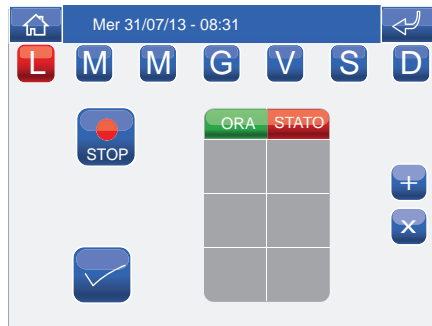 Mer 31/07/13 - 08:31
L M M G V S D
ORA STATO
STOP
+
x